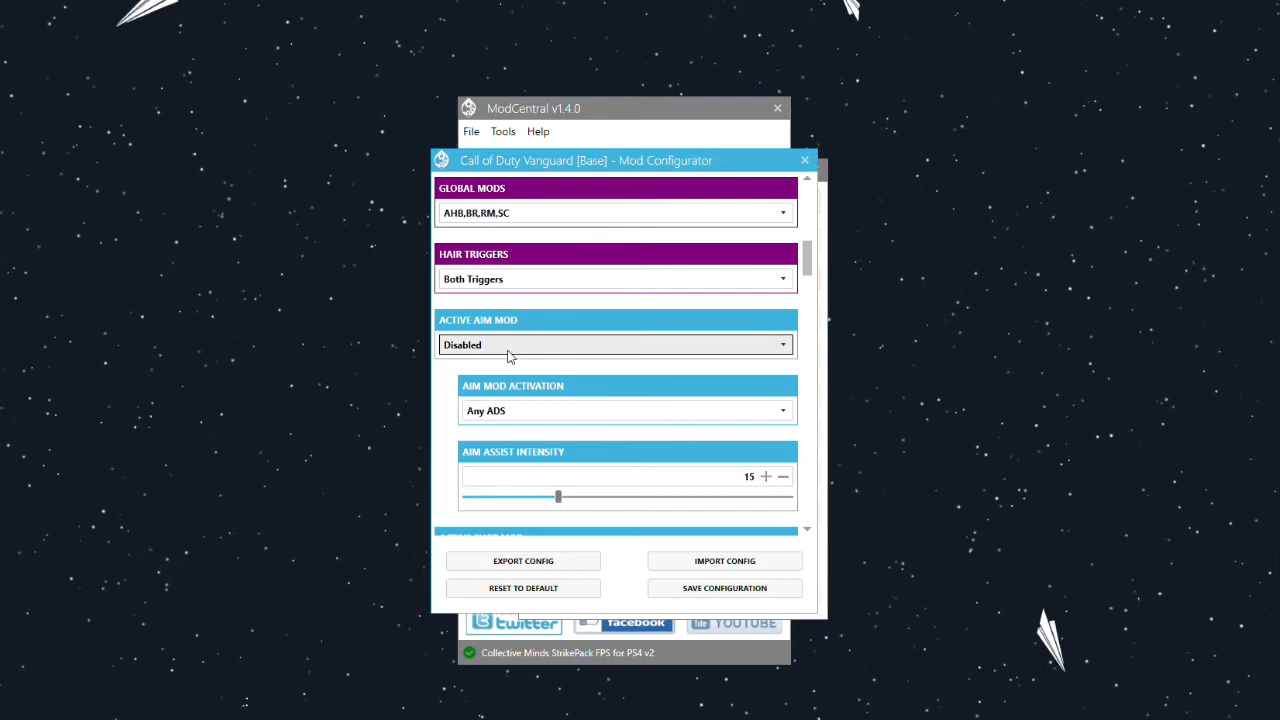 ModCentral v1.4.0
File Tools Help
Call of Duty Vanguard [Base] - Mod Configurator
GLOBAL MODS
AHB,BR,RM,SC
HAIR TRIGGERS
Both Triggers
ACTIVE AIM MOD
Disabled
AIM MOD ACTIVATION
Any ADS
AIM ASSIST INTENSITY
15
EXPORT CONFIG
IMPORT CONFIG
RESET TO DEFAULT
SAVE CONFIGURATION
twitter facebook YOUTUBE
Collective Minds StrikePack FPS for PS4 v2